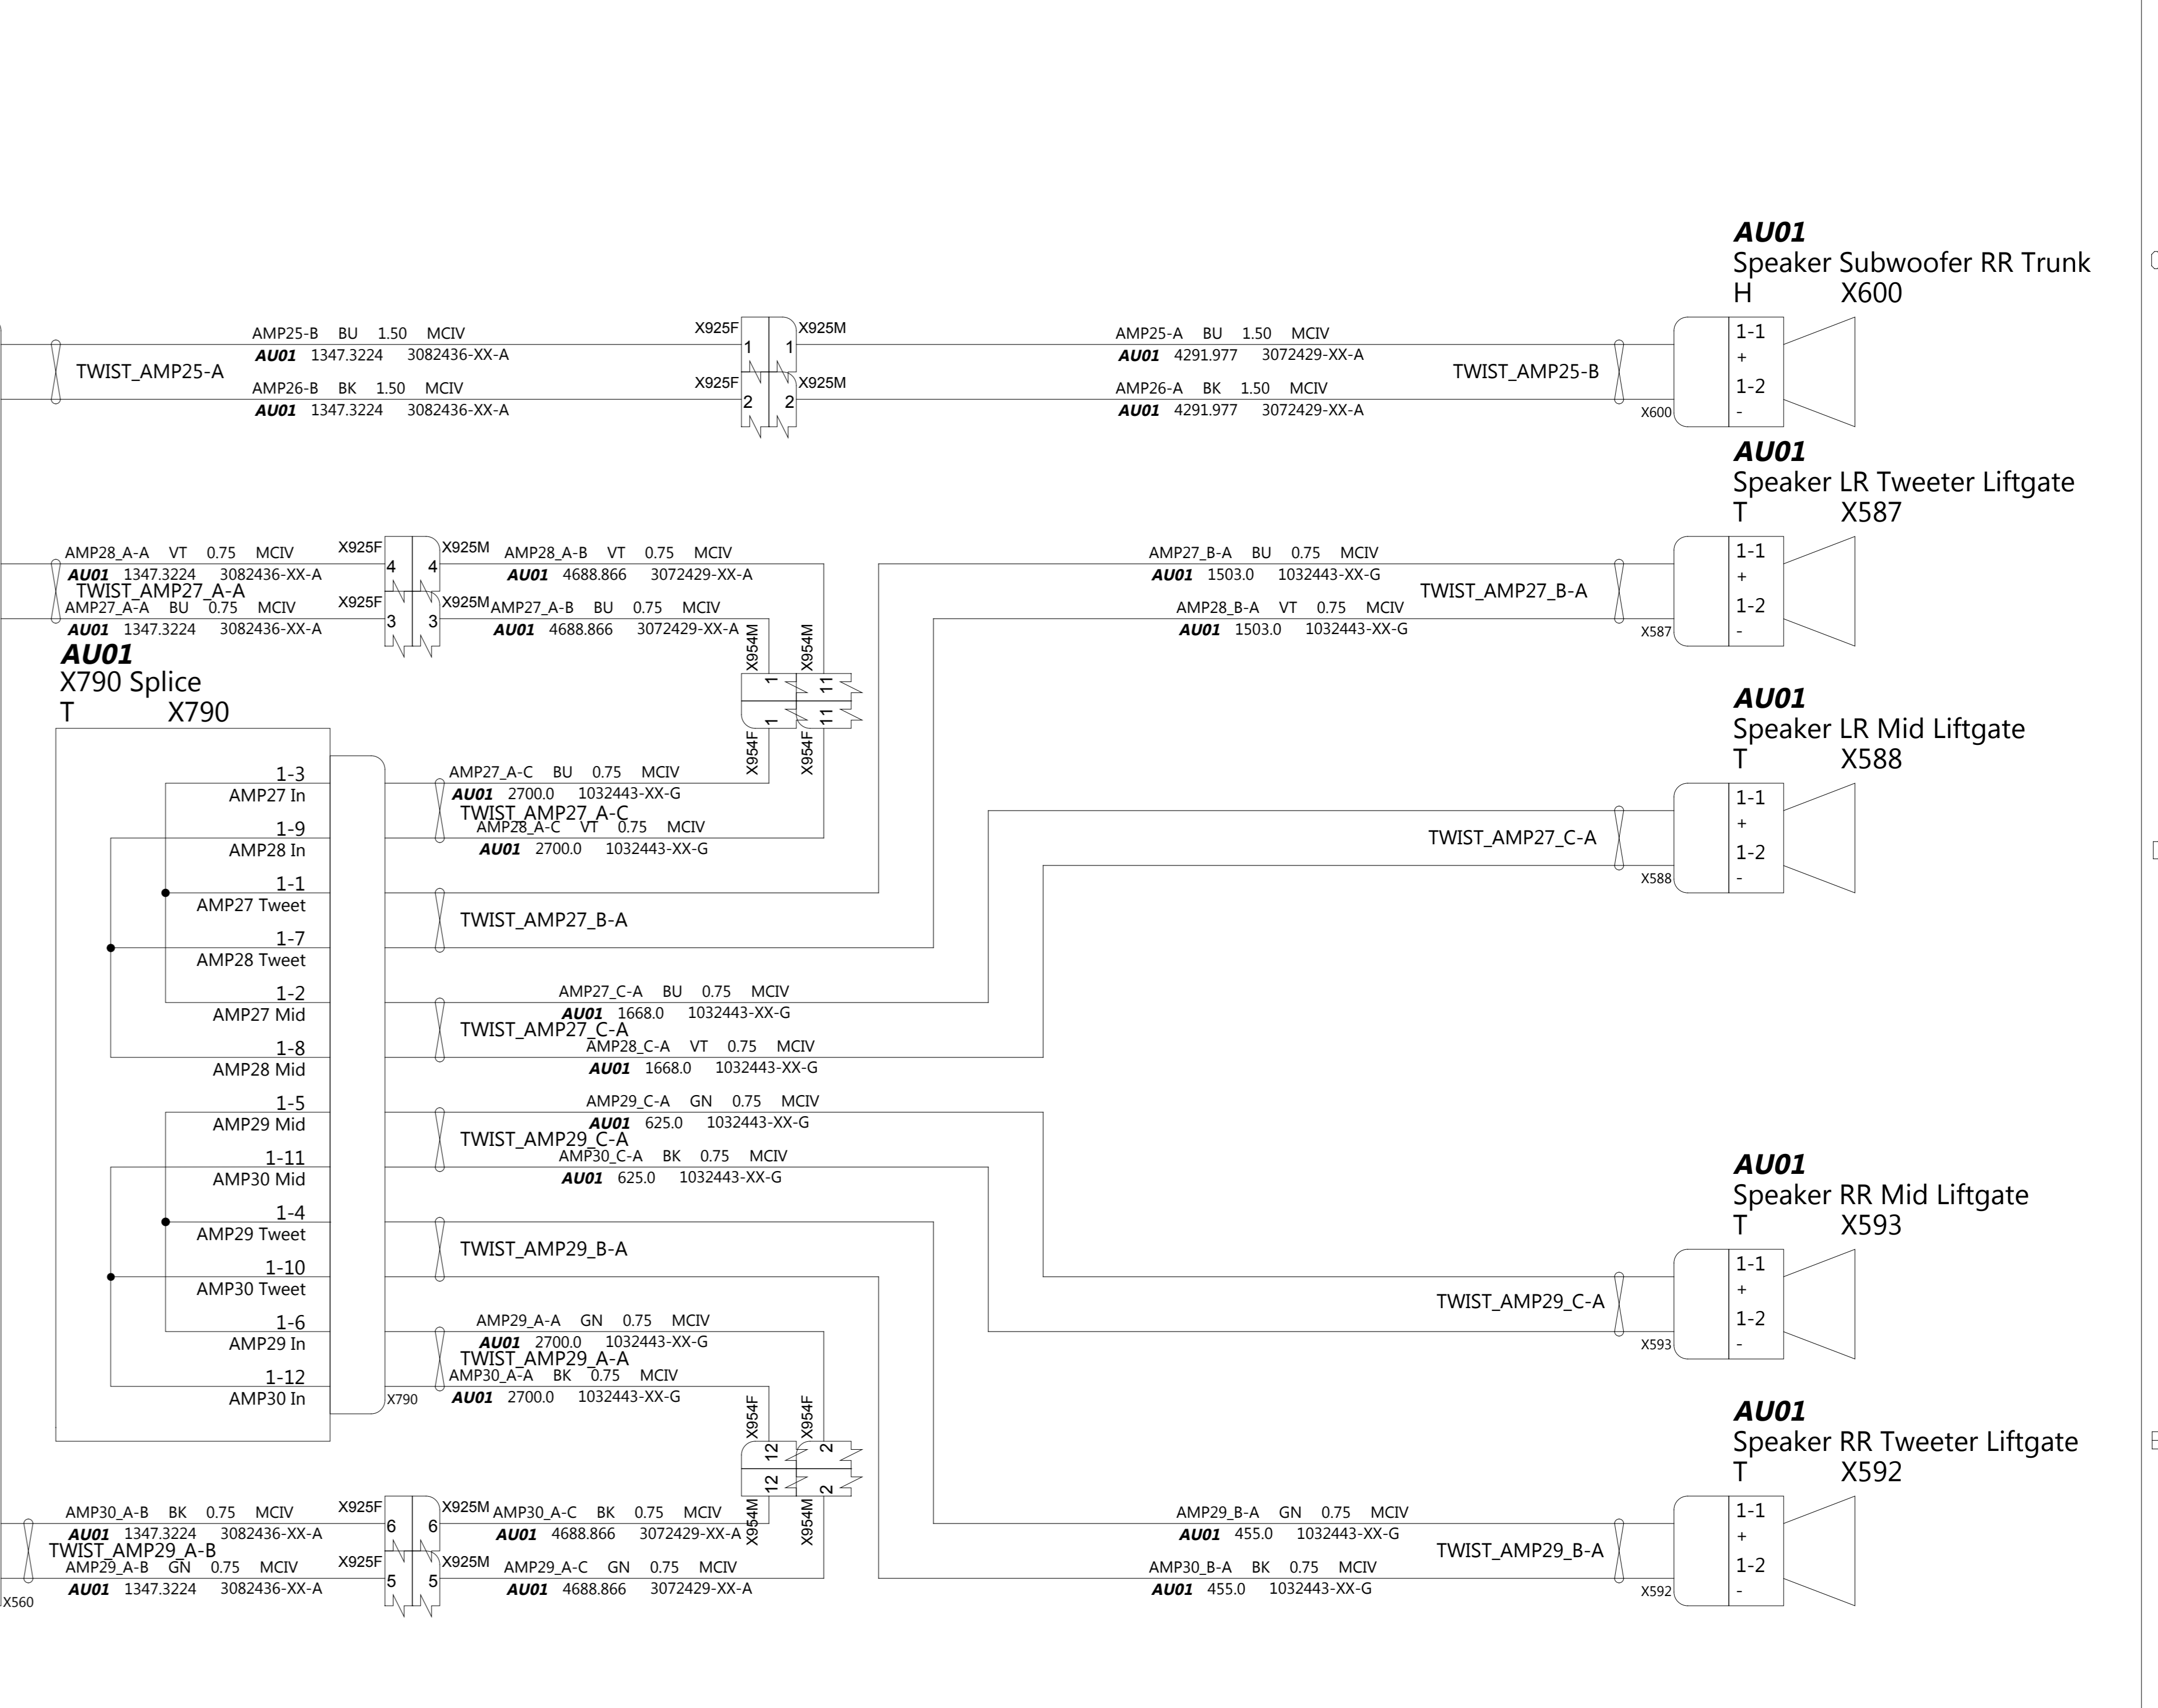 AU01
Speaker Subwoofer RR Trunk
H X600
AMP25-B BU 1.50 MCIV
X925F
X925M
AMP25-A BU 1.50 MCIV
1-1
AU01 1347.3224 3082436-XX-A
1 1
AU01 4291.977 3072429-XX-A
+
TWIST_AMP25-A
TWIST_AMP25-B
AMP26-B BK 1.50 MCIV
X925F
X925M
AMP26-A BK 1.50 MCIV
1-2
AU01 1347.3224 3082436-XX-A
2 2
AU01 4291.977 3072429-XX-A
X600
-
AU01
Speaker LR Tweeter Liftgate
T X587
AMP28_A-A VT 0.75 MCIV
X925F
X925M
AMP28_A-B VT 0.75 MCIV
AMP27_B-A BU 0.75 MCIV
1-1
AU01 1347.3224 3082436-XX-A
4 4
AU01 4688.866 3072429-XX-A
AU01 1503.0 1032443-XX-G
+
TWIST_AMP27_A-A
TWIST_AMP27_B-A
AMP27_A-A BU 0.75 MCIV
X925F
X925M
AMP27_A-B BU 0.75 MCIV
AMP28_B-A VT 0.75 MCIV
1-2
AU01 1347.3224 3082436-XX-A
3 3
AU01 4688.866 3072429-XX-A
AU01 1503.0 1032443-XX-G
X587
-
AU01
X790 Splice
T X790
X954M
X954M
1 11
1 11
X954F
X954F
AU01
Speaker LR Mid Liftgate
T X588
1-1
+
TWIST_AMP27_C-A
1-2
X588
-
1-3
AMP27 In
AMP27_A-C BU 0.75 MCIV
AU01 2700.0 1032443-XX-G
TWIST_AMP27_A-C
1-9
AMP28 In
AMP28_A-C VT 0.75 MCIV
AU01 2700.0 1032443-XX-G
1-1
AMP27 Tweet
TWIST_AMP27_B-A
1-7
AMP28 Tweet
1-2
AMP27 Mid
AMP27_C-A BU 0.75 MCIV
AU01 1668.0 1032443-XX-G
TWIST_AMP27_C-A
1-8
AMP28 Mid
AMP28_C-A VT 0.75 MCIV
AU01 1668.0 1032443-XX-G
1-5
AMP29 Mid
AMP29_C-A GN 0.75 MCIV
AU01 625.0 1032443-XX-G
TWIST_AMP29_C-A
1-11
AMP30 Mid
AMP30_C-A BK 0.75 MCIV
AU01 625.0 1032443-XX-G
1-4
AMP29 Tweet
TWIST_AMP29_B-A
1-10
AMP30 Tweet
1-6
AMP29 In
AMP29_A-A GN 0.75 MCIV
AU01 2700.0 1032443-XX-G
TWIST_AMP29_A-A
1-12
AMP30 In
X790
AMP30_A-A BK 0.75 MCIV
AU01 2700.0 1032443-XX-G
AU01
Speaker RR Mid Liftgate
T X593
1-1
+
TWIST_AMP29_C-A
1-2
X593
-
X954F
X954F
12 2
12 2
X954M
X954M
AU01
Speaker RR Tweeter Liftgate
T X592
AMP30_A-B BK 0.75 MCIV
X925F
X925M
AMP30_A-C BK 0.75 MCIV
AMP29_B-A GN 0.75 MCIV
1-1
AU01 1347.3224 3082436-XX-A
6 6
AU01 4688.866 3072429-XX-A
AU01 455.0 1032443-XX-G
+
TWIST_AMP29_A-B
TWIST_AMP29_B-A
AMP29_A-B GN 0.75 MCIV
X925F
X925M
AMP29_A-C GN 0.75 MCIV
AMP30_B-A BK 0.75 MCIV
1-2
AU01 1347.3224 3082436-XX-A
5 5
AU01 4688.866 3072429-XX-A
AU01 455.0 1032443-XX-G
X592
-
X560